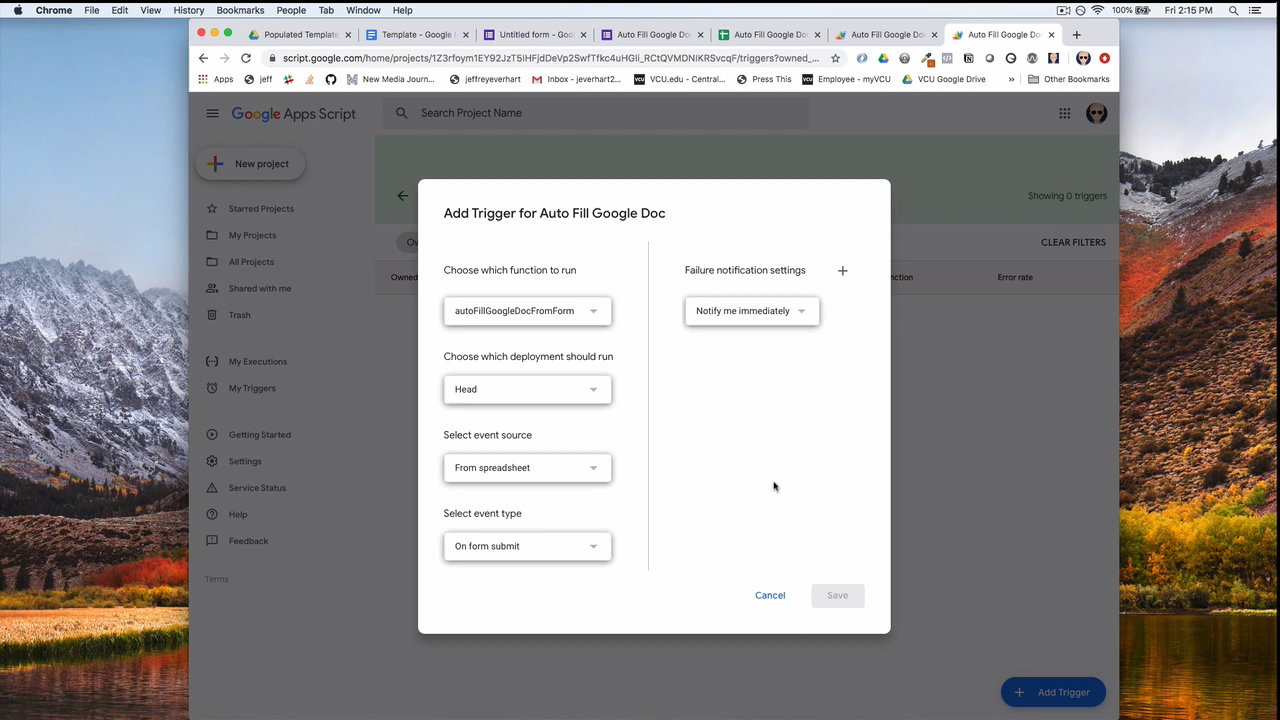 Chrome File Edit View History Bookmarks People Tab Window Help 100% Fri 2:15 PM
Populated Template Template - Google Untitled form - Goo Auto Fill Google Do Auto Fill Google Do Auto Fill Google Do Auto Fill Google Do
script.google.com/home/projects/1Z3rfoym1EY92JzT5IHFjdDeVp2SwfTfkc4uHGIi_RCtQVMDNIKRSvcqF/triggers?owned_...
Apps jeff New Media Journ... jeffreyeverhart Inbox - jeverhart2... VCU.edu - Central... Press This Employee - myVCU VCU Google Drive » Other Bookmarks
Google Apps Script Search Project Name
New project
Showing 0 triggers
Starred Projects
My Projects
All Projects
Shared with me
Trash
My Executions
My Triggers
Getting Started
Settings
Service Status
Help
Feedback
Terms
CLEAR FILTERS
Owned
Error rate
Add Trigger for Auto Fill Google Doc
Choose which function to run
autoFillGoogleDocFromForm
Choose which deployment should run
Head
Select event source
From spreadsheet
Select event type
On form submit
Failure notification settings
Notify me immediately
Cancel Save
Add Trigger